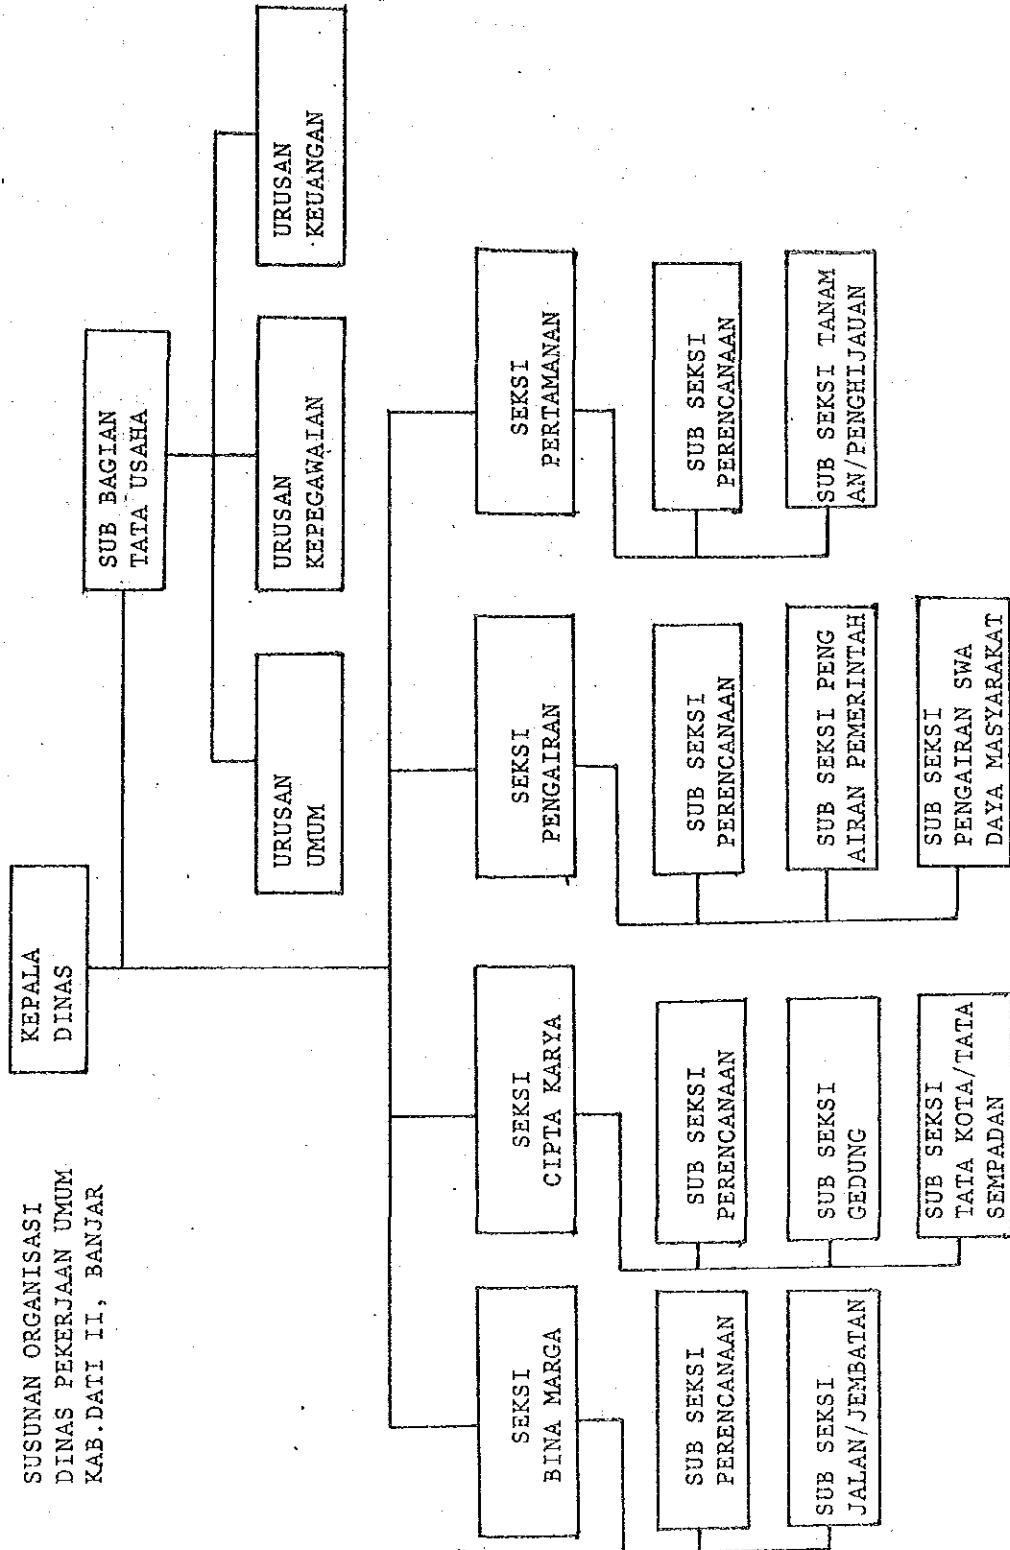 SUSUNAN ORGANISASI
DINAS PEKERJAAN UMUM
KAB.DATI II, BANJAR
KEPALA
DINAS
SUB BAGIAN
TATA USAHA
URUSAN
UMUM
URUSAN
KEPEGAWAIAN
URUSAN
KEUANGAN
SEKSI
BINA MARGA
SEKSI
CIPTA KARYA
SEKSI
PENGAIRAN
SEKSI
PERTAMANAN
SUB SEKSI
PERENCANAAN
SUB SEKSI
PERENCANAAN
SUB SEKSI
PERENCANAAN
SUB SEKSI
PERENCANAAN
SUB SEKSI
JALAN/JEMBATAN
SUB SEKSI
GEDUNG
SUB SEKSI PENG
AIRAN PEMERINTAH
SUB SEKSI TANAM
AN/PENGHIJAUAN
SUB SEKSI
TATA KOTA/TATA
SEMPADAN
SUB SEKSI
PENGAIRAN SWA
DAYA MASYARAKAT